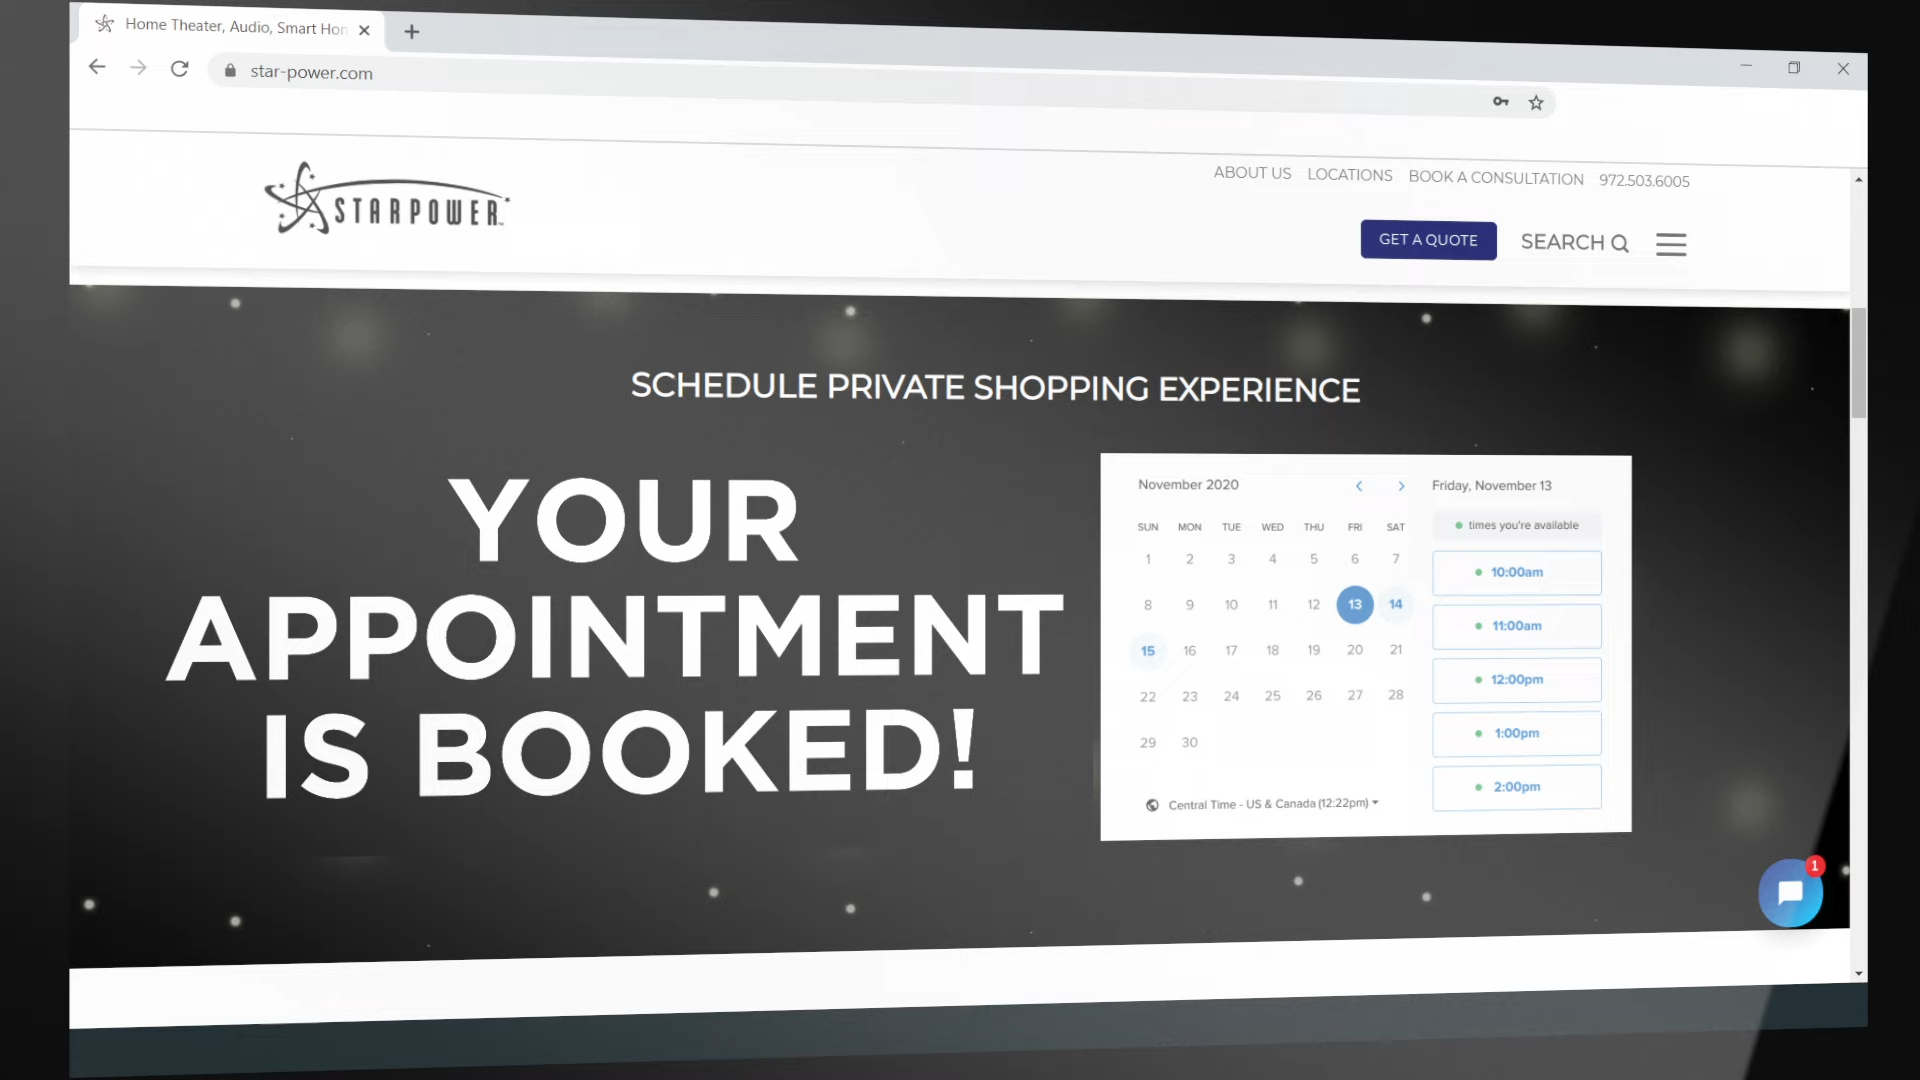 Home Theater, Audio, Smart Hom
star-power.com
STARPOWER™
ABOUT US LOCATIONS BOOK A CONSULTATION 972.503.6005
GET A QUOTE SEARCH
SCHEDULE PRIVATE SHOPPING EXPERIENCE
YOUR
APPOINTMENT
IS BOOKED!
November 2020
SUN MON TUE WED THU FRI SAT
1 2 3 4 5 6 7
8 9 10 11 12 13 14
15 16 17 18 19 20 21
22 23 24 25 26 27 28
29 30
Central Time - US & Canada (12:22pm)
Friday, November 13
times you're available
10:00am
11:00am
12:00pm
1:00pm
2:00pm
1